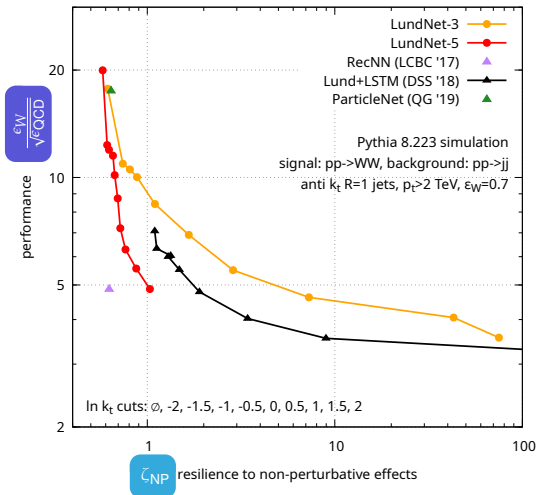 LundNet-3
LundNet-5
RecNN (LCBC '17)
Lund+LSTM (DSS '18)
ParticleNet (QG '19)
Pythia 8.223 simulation
signal: pp->WW, background: pp->jj
anti kt R=1 jets, pt>2 TeV, εW=0.7
20
10
5
2
performance
εW/√εQCD
ln kt cuts: ∅, -2, -1.5, -1, -0.5, 0, 0.5, 1, 1.5, 2
1
10
100
ζNP resilience to non-perturbative effects